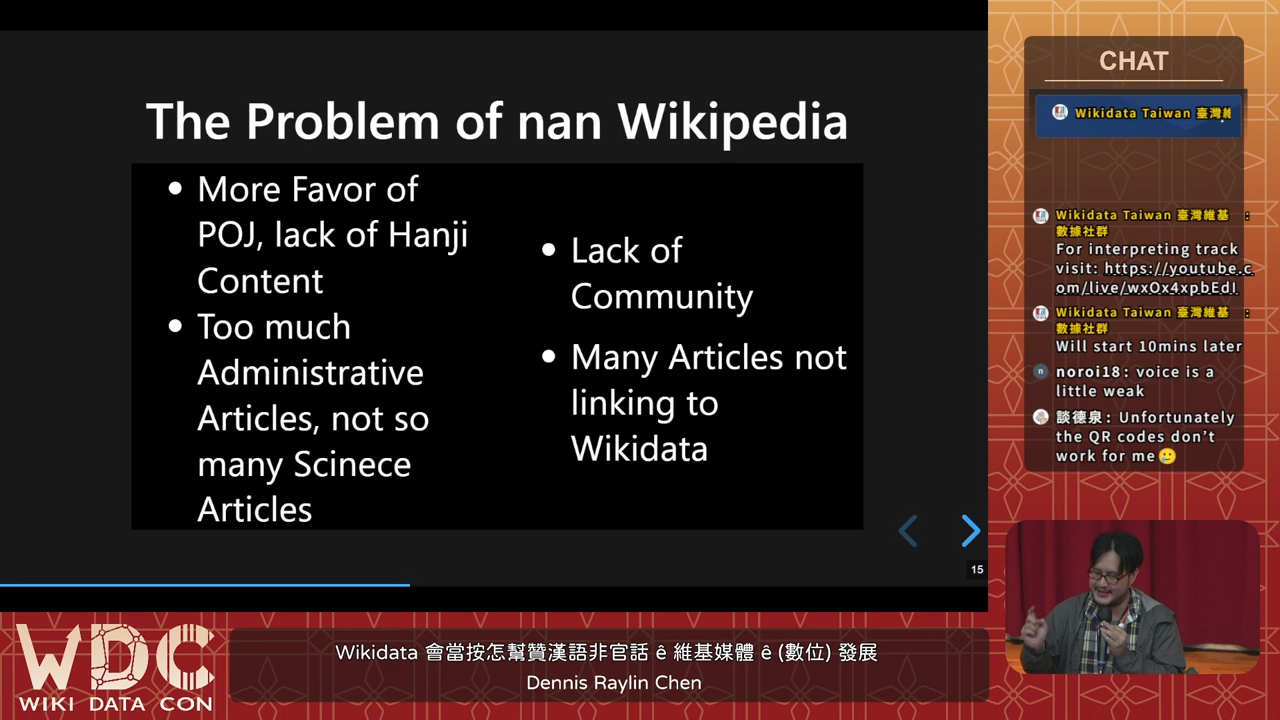 The Problem of nan Wikipedia
• More Favor of
POJ, lack of Hanji
Content
• Too much
Administrative
Articles, not so
many Scinece
Articles
• Lack of
Community
• Many Articles not
linking to
Wikidata
15
CHAT
Wikidata Taiwan 臺灣維
Wikidata Taiwan 臺灣維基 :
數據社群
For interpreting track
visit: https://youtube.c
om/live/wxOx4xpbEdI
Wikidata Taiwan 臺灣維基 :
數據社群
Will start 10mins later
n noroi18: voice is a
little weak
談德泉: Unfortunately
the QR codes don't
work for me🥲
WDC
WIKI DATA CON
Wikidata 會當按怎幫贊漢語非官話 ê 維基媒體 ê (數位) 發展
Dennis Raylin Chen